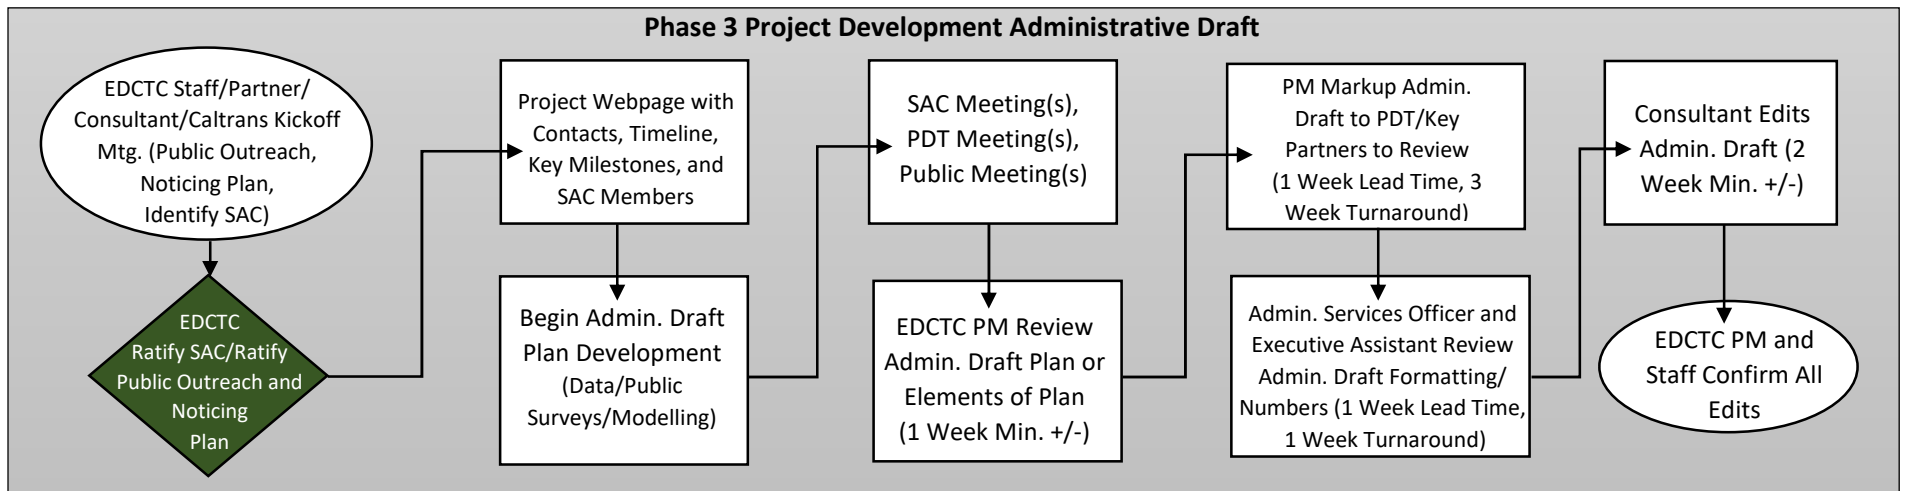 Phase 3 Project Development Administrative Draft
EDCTC Staff/Partner/
Consultant/Caltrans Kickoff
Mtg. (Public Outreach,
Noticing Plan,
Identify SAC)
EDCTC
Ratify SAC/Ratify
Public Outreach and
Noticing
Plan
Project Webpage with
Contacts, Timeline,
Key Milestones, and
SAC Members
Begin Admin. Draft
Plan Development
(Data/Public
Surveys/Modelling)
SAC Meeting(s),
PDT Meeting(s),
Public Meeting(s)
EDCTC PM Review
Admin. Draft Plan or
Elements of Plan
(1 Week Min. +/-)
PM Markup Admin.
Draft to PDT/Key
Partners to Review
(1 Week Lead Time, 3
Week Turnaround)
Admin. Services Officer and
Executive Assistant Review
Admin. Draft Formatting/
Numbers (1 Week Lead Time,
1 Week Turnaround)
Consultant Edits
Admin. Draft (2
Week Min. +/-)
EDCTC PM and
Staff Confirm All
Edits